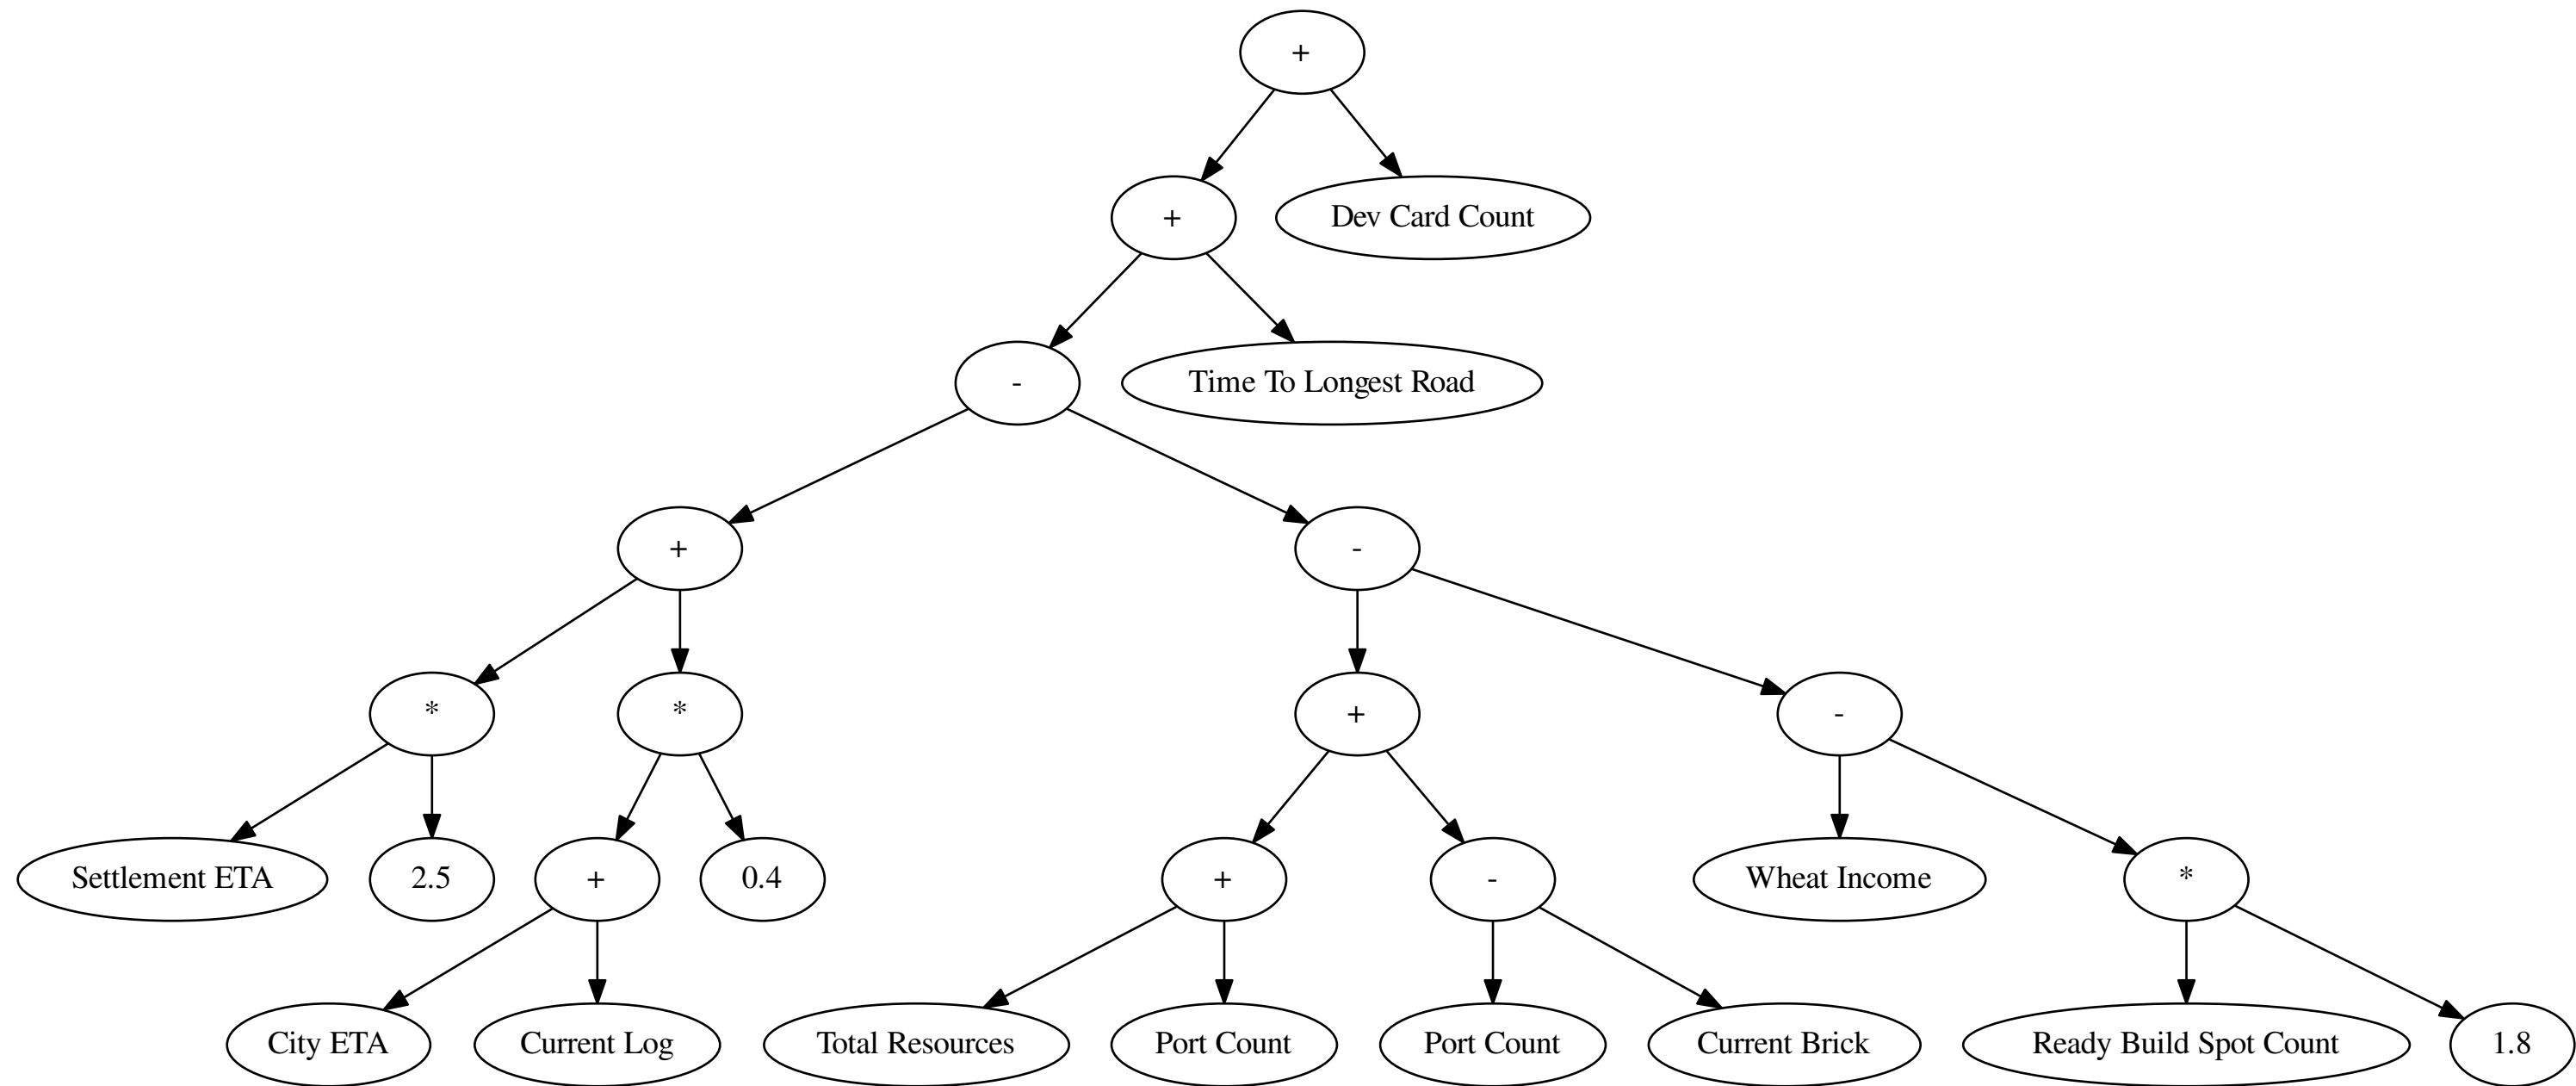 +
+
Dev Card Count
-
Time To Longest Road
+
-
*
*
+
-
Settlement ETA
2.5
+
0.4
+
-
Wheat Income
*
City ETA
Current Log
Total Resources
Port Count
Port Count
Current Brick
Ready Build Spot Count
1.8